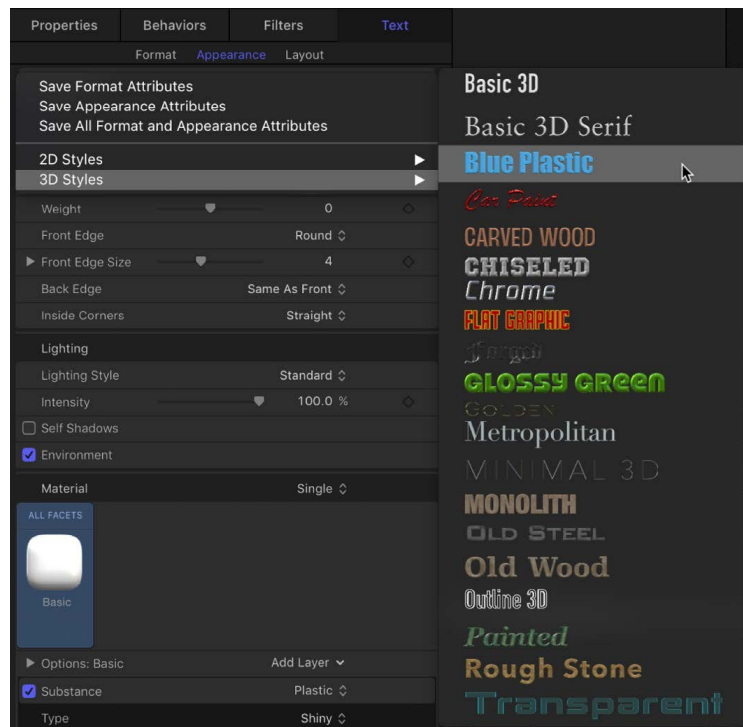 Properties Behaviors Filters Text
Format Appearance Layout
Save Format Attributes
Save Appearance Attributes
Save All Format and Appearance Attributes
2D Styles
3D Styles
Weight 0
Front Edge Round
Front Edge Size 4
Back Edge Same As Front
Inside Corners Straight
Lighting
Lighting Style Standard
Intensity 100.0 %
Self Shadows
Environment
Material Single
ALL FACETS
Basic
Options: Basic Add Layer
Substance Plastic
Type Shiny
Basic 3D
Basic 3D Serif
Blue Plastic
Car Paint
CARVED WOOD
CHISELED
Chrome
FLAT GRAPHIC
Forged
GLOSSY GREEN
GOLDEN
Metropolitan
MINIMAL 3D
MONOLITH
OLD STEEL
Old Wood
Outline 3D
Painted
Rough Stone
Transparent